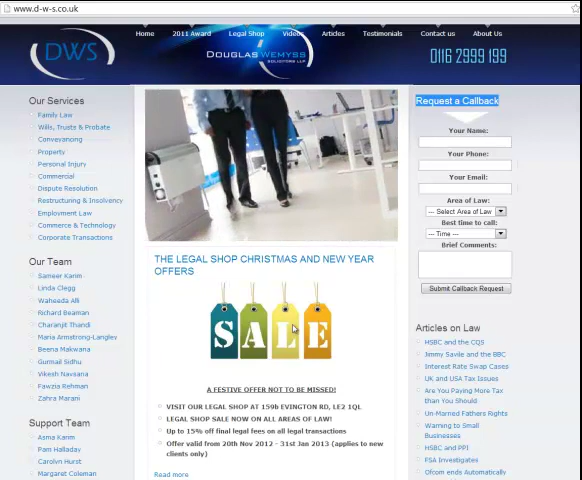 www.d-w-s.co.uk
Home
2011 Award
Legal Shop
Videos
Articles
Testimonials
Contact us
About Us
DWS
DOUGLAS WEMYSS
SOLICITORS LLP
0116 2999 199
Our Services
Family Law
Wills, Trusts & Probate
Conveyancing
Property
Personal Injury
Commercial
Dispute Resolution
Restructuring & Insolvency
Employment Law
Commerce & Technology
Corporate Transactions
Our Team
Sameer Karim
Linda Clegg
Waheeda Alli
Richard Beaman
Charanjit Thandi
Maria Armstrong-Langley
Beena Makwana
Gurmail Sidhu
Vikesh Navsana
Fawzia Rehman
Zahra Marani
Support Team
Asma Karim
Pam Halladay
Carolyn Hurst
Margaret Coleman
THE LEGAL SHOP CHRISTMAS AND NEW YEAR
OFFERS
SALE
A FESTIVE OFFER NOT TO BE MISSED!
VISIT OUR LEGAL SHOP AT 159b EVINGTON RD, LE2 1QL
LEGAL SHOP SALE NOW ON ALL AREAS OF LAW!
Up to 15% off final legal fees on all legal transactions
Offer valid from 20th Nov 2012 - 31st Jan 2013 (applies to new
clients only)
Read more
Request a Callback
Your Name:
Your Phone:
Your Email:
Area of Law:
--- Select Area of Law
Best time to call:
--- Time ---
Brief Comments:
Submit Callback Request
Articles on Law
HSBC and the CQS
Jimmy Savile and the BBC
Interest Rate Swap Cases
UK and USA Tax Issues
Are You Paying More Tax
than You Should
Un-Marned Fathers Rights
Warning to Small
Businesses
HSBC and PPI
FSA Investigates
Ofcom ends Automatically